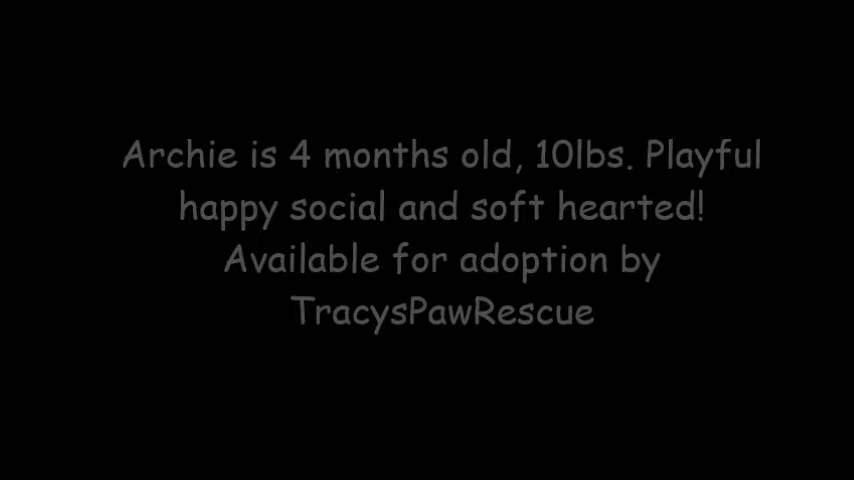 Archie is 4 months old, 10lbs. Playful
happy social and soft hearted!
Available for adoption by
TracysPawRescue